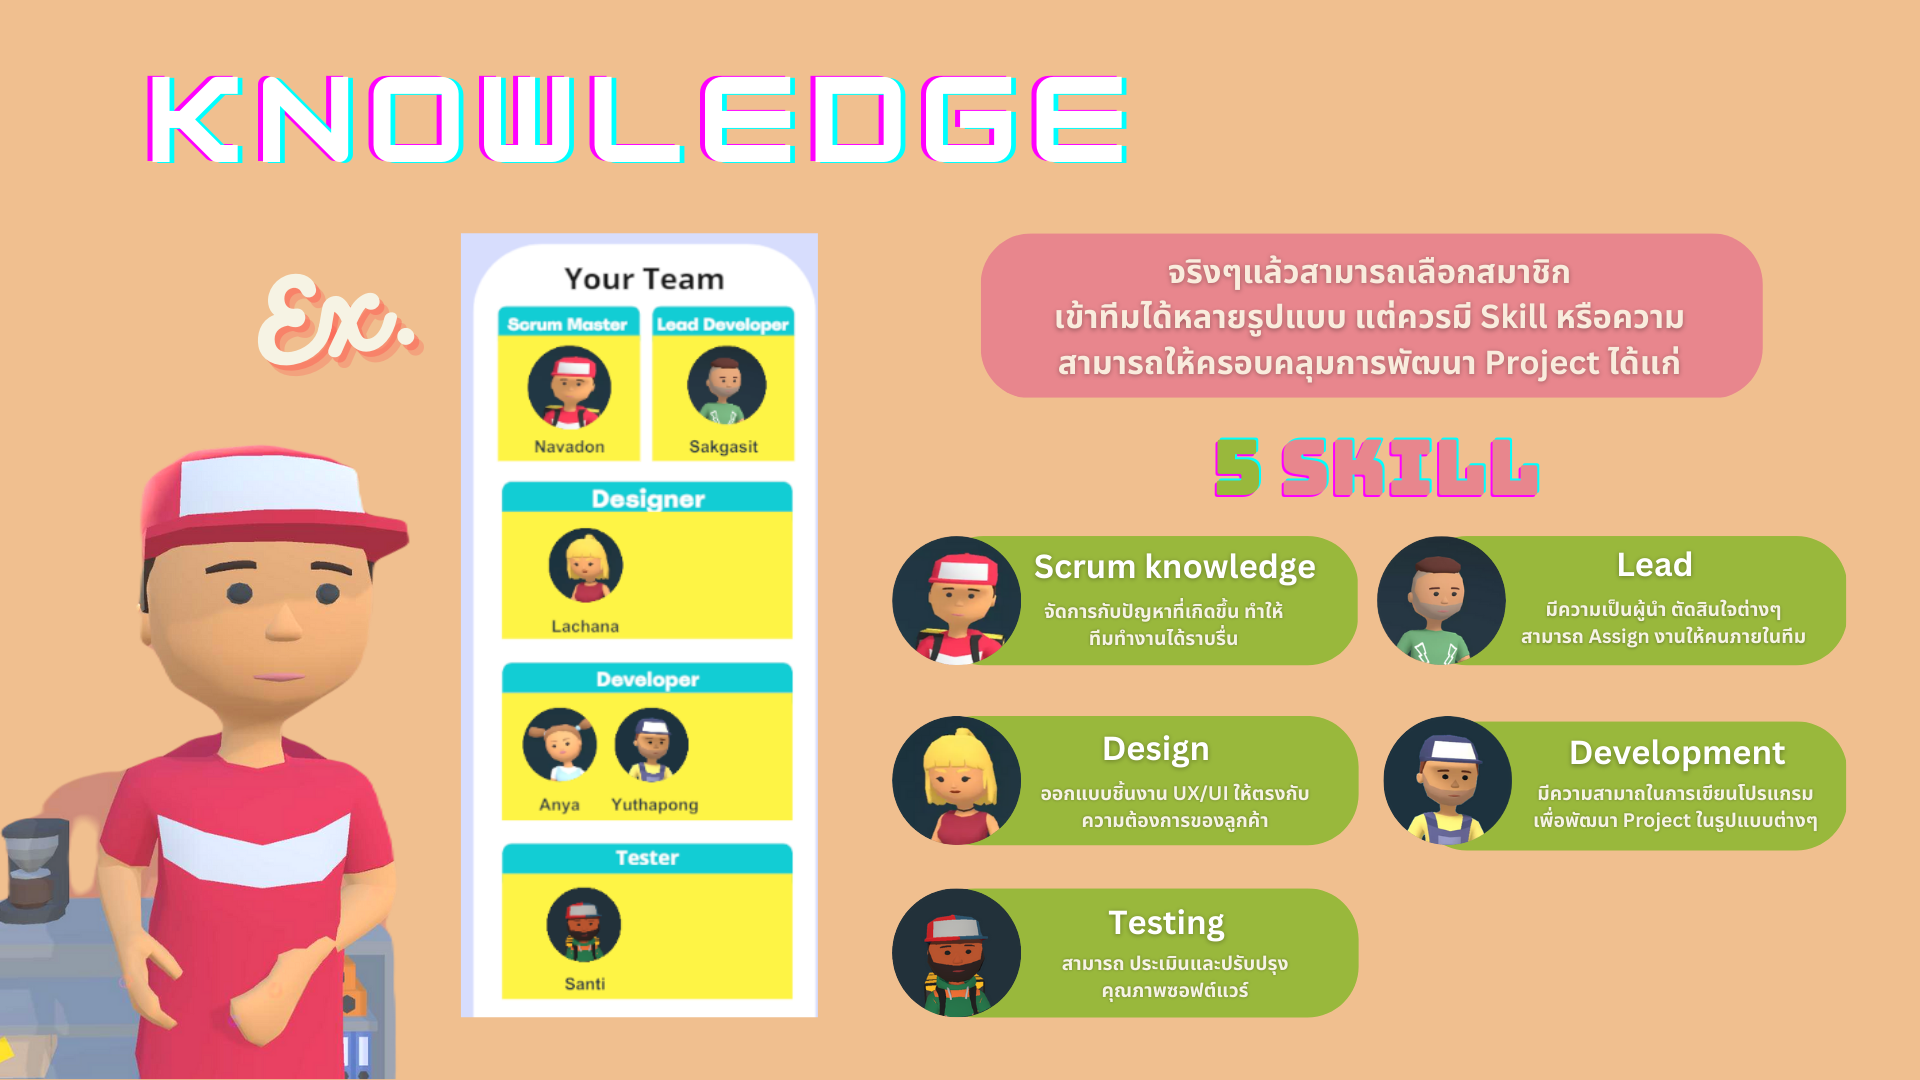 KNOWLEDGE
Ex.
Your Team
Scrum Master
Lead Developer
Navadon
Sakgasit
Designer
Lachana
Developer
Anya
Yuthapong
Tester
Santi
จริงๆแล้วสามารถเลือกสมาชิก
เข้าทีมได้หลายรูปแบบ แต่ควรมี Skill หรือความ
สามารถให้ครอบคลุมการพัฒนา Project ได้แก่
5 SKILL
Scrum knowledge
จัดการกับปัญหาที่เกิดขึ้น ทำให้
ทีมทำงานได้ราบรื่น
Lead
มีความเป็นผู้นำ ตัดสินใจต่างๆ
สามารถ Assign งานให้คนภายในทีม
Design
ออกแบบชิ้นงาน UX/UI ให้ตรงกับ
ความต้องการของลูกค้า
Development
มีความสามาถในการเขียนโปรแกรม
เพื่อพัฒนา Project ในรูปแบบต่างๆ
Testing
สามารถ ประเมินและปรับปรุง
คุณภาพซอฟต์แวร์